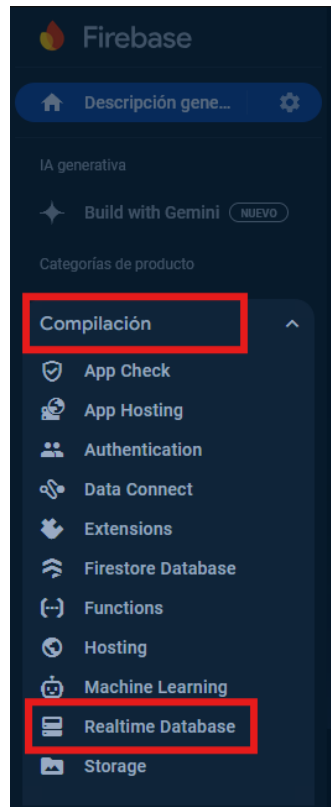 Firebase
Descripción gene...
IA generativa
Build with Gemini NUEVO
Categorías de producto
Compilación
App Check
App Hosting
Authentication
Data Connect
Extensions
Firestore Database
Functions
Hosting
Machine Learning
Realtime Database
Storage